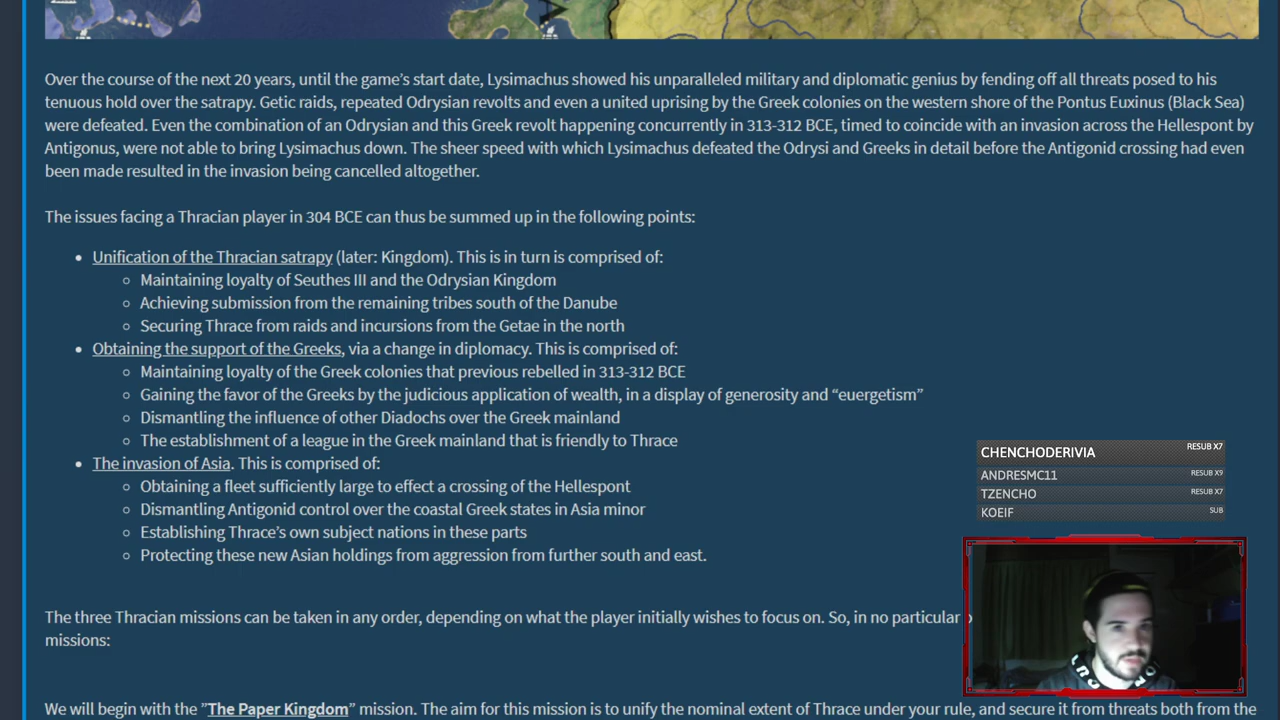 Over the course of the next 20 years, until the game's start date, Lysimachus showed his unparalleled military and diplomatic genius by fending off all threats posed to his
tenuous hold over the satrapy. Getic raids, repeated Odrysian revolts and even a united uprising by the Greek colonies on the western shore of the Pontus Euxinus (Black Sea)
were defeated. Even the combination of an Odrysian and this Greek revolt happening concurrently in 313-312 BCE, timed to coincide with an invasion across the Hellespont by
Antigonus, were not able to bring Lysimachus down. The sheer speed with which Lysimachus defeated the Odrysi and Greeks in detail before the Antigonid crossing had even
been made resulted in the invasion being cancelled altogether.
The issues facing a Thracian player in 304 BCE can thus be summed up in the following points:
• Unification of the Thracian satrapy (later: Kingdom). This is in turn is comprised of:
○ Maintaining loyalty of Seuthes III and the Odrysian Kingdom
○ Achieving submission from the remaining tribes south of the Danube
○ Securing Thrace from raids and incursions from the Getae in the north
• Obtaining the support of the Greeks, via a change in diplomacy. This is comprised of:
○ Maintaining loyalty of the Greek colonies that previous rebelled in 313-312 BCE
○ Gaining the favor of the Greeks by the judicious application of wealth, in a display of generosity and “euergetism”
○ Dismantling the influence of other Diadochs over the Greek mainland
○ The establishment of a league in the Greek mainland that is friendly to Thrace
• The invasion of Asia. This is comprised of:
○ Obtaining a fleet sufficiently large to effect a crossing of the Hellespont
○ Dismantling Antigonid control over the coastal Greek states in Asia minor
○ Establishing Thrace's own subject nations in these parts
○ Protecting these new Asian holdings from aggression from further south and east.
CHENCHODERIVIA RESUB X7
ANDRESMC11 RESUB X9
TZENCHO RESUB X7
KOEIF SUB
The three Thracian missions can be taken in any order, depending on what the player initially wishes to focus on. So, in no particular
missions:
We will begin with the ”The Paper Kingdom” mission. The aim for this mission is to unify the nominal extent of Thrace under your rule, and secure it from threats both from the